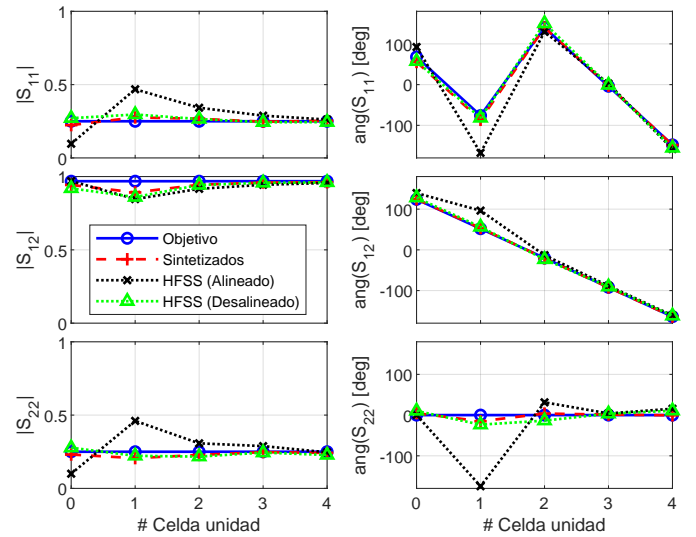 1
0.5
0
|S11|
100
0
-100
ang(S11) [deg]
1
0.5
0
|S12|
Objetivo
Sintetizados
HFSS (Alineado)
HFSS (Desalineado)
100
0
-100
ang(S12) [deg]
1
0.5
0
|S22|
0 1 2 3 4
# Celda unidad
100
0
-100
ang(S22) [deg]
0 1 2 3 4
# Celda unidad